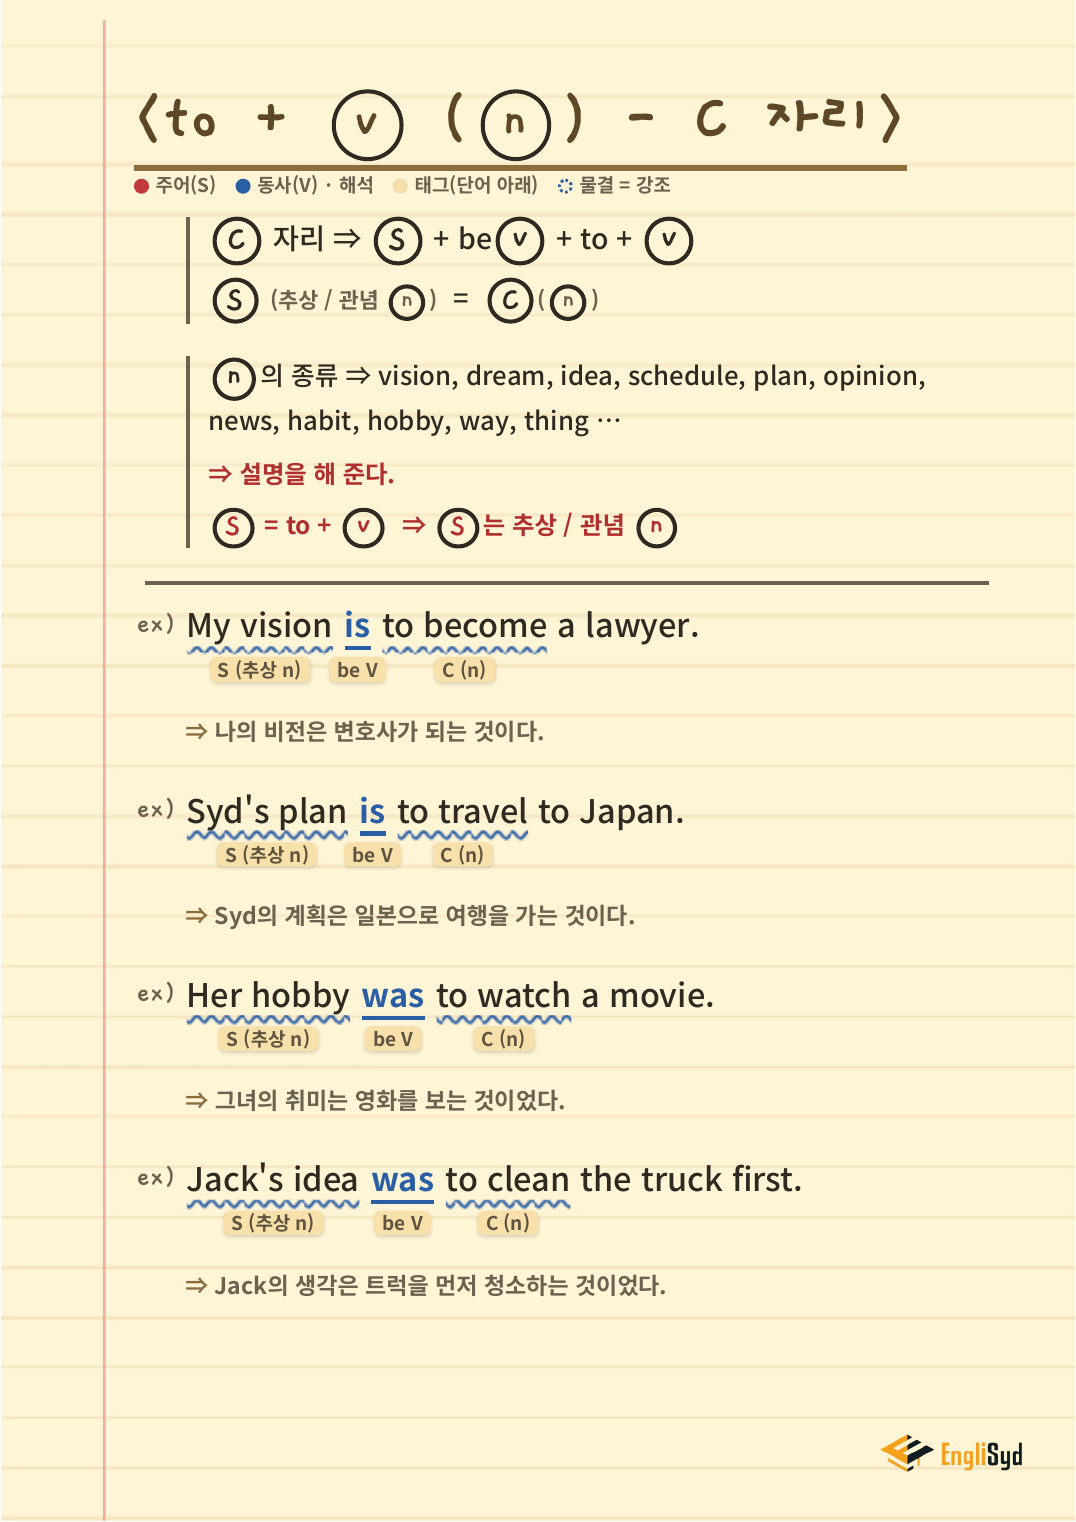 <to + v (n) - C 자리>
주어(S) 동사(V) · 해석 태그(단어 아래) 물결 = 강조
C 자리 ⇒ S + be v + to + v
S (추상 / 관념 n) = C (n)
n의 종류 ⇒ vision, dream, idea, schedule, plan, opinion,
news, habit, hobby, way, thing ···
⇒ 설명을 해 준다.
S = to + v ⇒ S는 추상 / 관념 n
ex) My vision is to become a lawyer.
S (추상 n) be V C (n)
⇒ 나의 비전은 변호사가 되는 것이다.
ex) Syd's plan is to travel to Japan.
S (추상 n) be V C (n)
⇒ Syd의 계획은 일본으로 여행을 가는 것이다.
ex) Her hobby was to watch a movie.
S (추상 n) be V C (n)
⇒ 그녀의 취미는 영화를 보는 것이었다.
ex) Jack's idea was to clean the truck first.
S (추상 n) be V C (n)
⇒ Jack의 생각은 트럭을 먼저 청소하는 것이었다.
EngliSyd